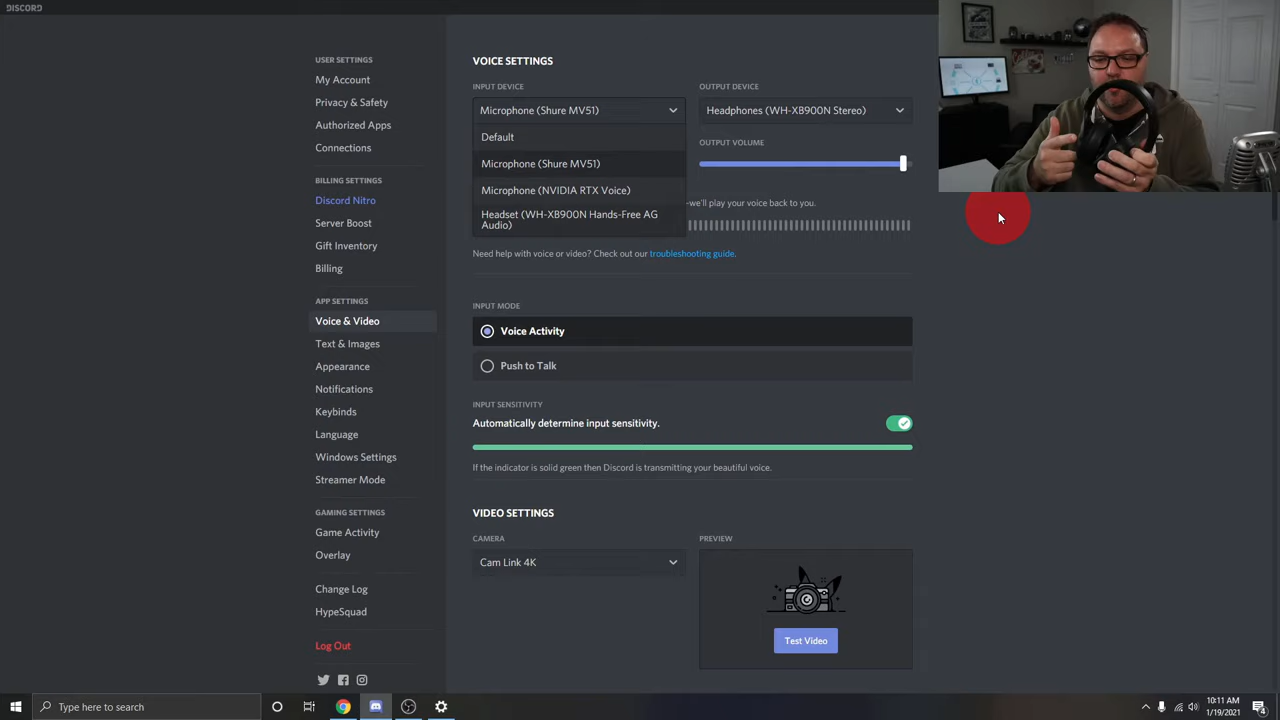 DISCORD
USER SETTINGS
My Account
Privacy & Safety
Authorized Apps
Connections
BILLING SETTINGS
Discord Nitro
Server Boost
Gift Inventory
Billing
APP SETTINGS
Voice & Video
Text & Images
Appearance
Notifications
Keybinds
Language
Windows Settings
Streamer Mode
GAMING SETTINGS
Game Activity
Overlay
Change Log
HypeSquad
Log Out
VOICE SETTINGS
INPUT DEVICE
Microphone (Shure MV51)
Default
Microphone (Shure MV51)
Microphone (NVIDIA RTX Voice)
Headset (WH-XB900N Hands-Free AG
Audio)
OUTPUT DEVICE
Headphones (WH-XB900N Stereo)
OUTPUT VOLUME
-we'll play your voice back to you.
Need help with voice or video? Check out our troubleshooting guide.
INPUT MODE
Voice Activity
Push to Talk
INPUT SENSITIVITY
Automatically determine input sensitivity.
If the indicator is solid green then Discord is transmitting your beautiful voice.
VIDEO SETTINGS
CAMERA
Cam Link 4K
PREVIEW
Test Video
Type here to search
10:11 AM
1/19/2021
4